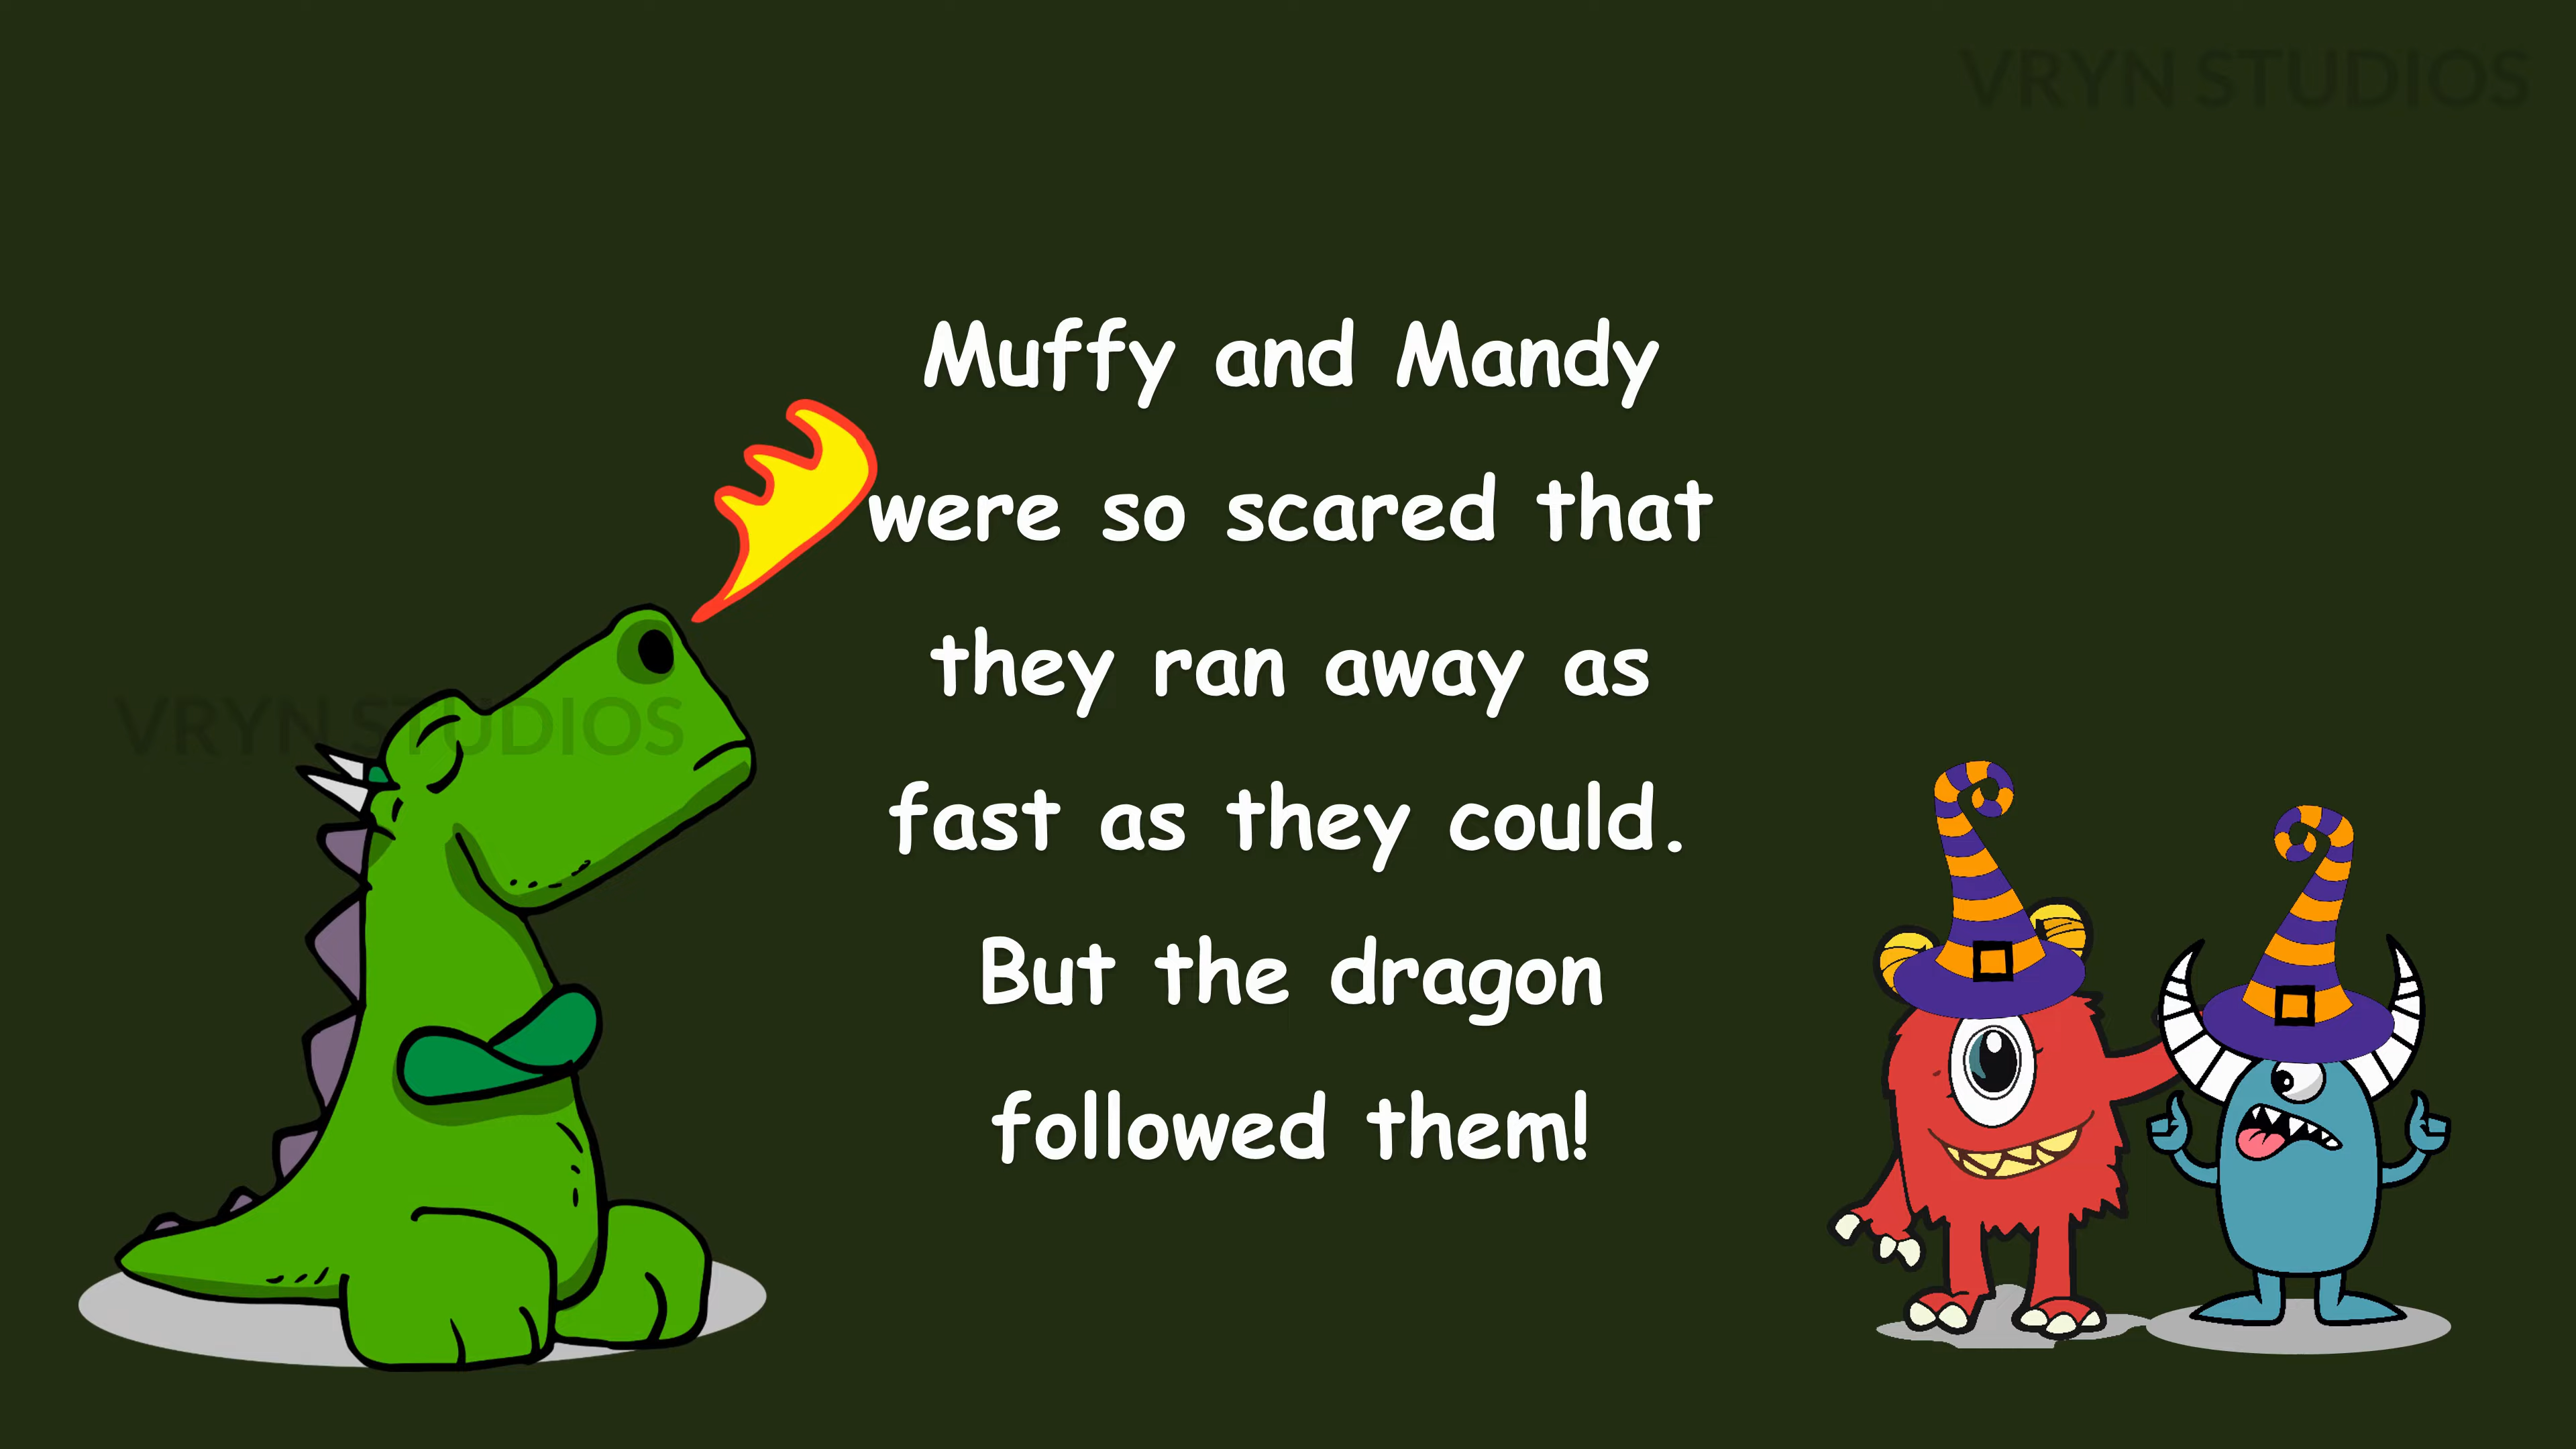 VRYN STUDIOS
Muffy and Mandy
were so scared that
they ran away as
fast as they could.
But the dragon
followed them!
VRYN STUDIOS